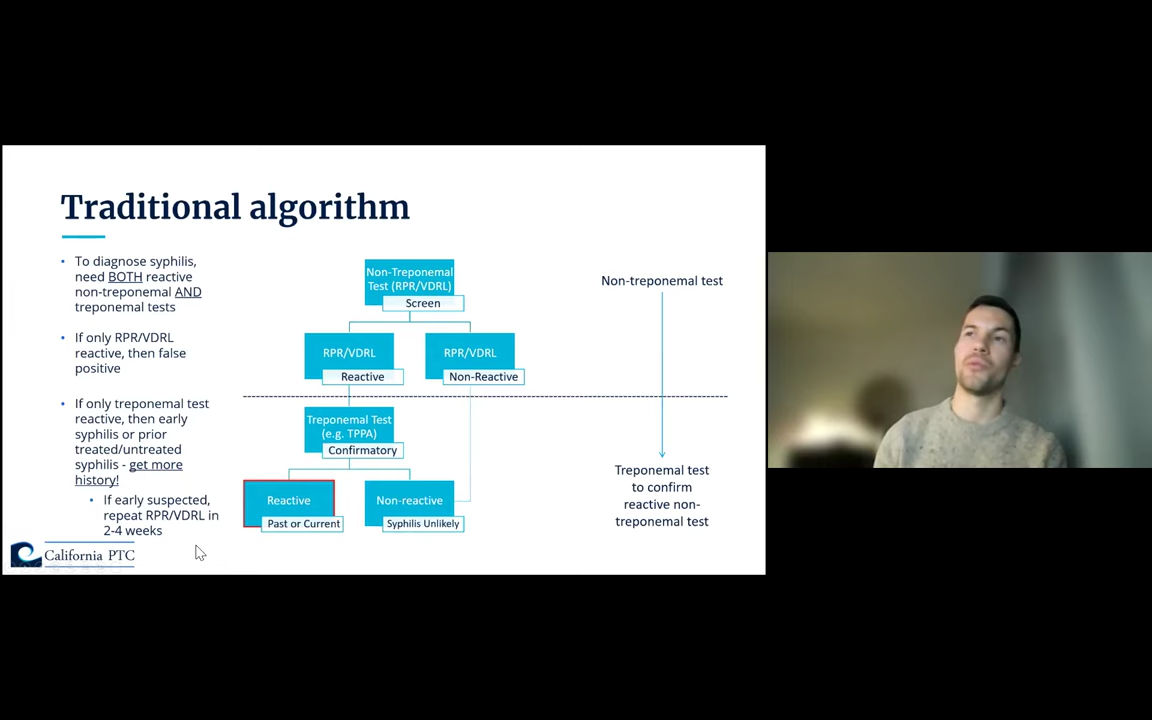 Traditional algorithm
To diagnose syphilis,
need BOTH reactive
non-treponemal AND
treponemal tests
If only RPR/VDRL
reactive, then false
positive
If only treponemal test
reactive, then early
syphilis or prior
treated/untreated
syphilis - get more
history!
If early suspected,
repeat RPR/VDRL in
2-4 weeks
California PTC
Non-Treponemal
Test (RPR/VDRL)
Screen
RPR/VDRL
Reactive
RPR/VDRL
Non-Reactive
Treponemal Test
(e.g. TPPA)
Confirmatory
Reactive
Past or Current
Non-reactive
Syphilis Unlikely
Non-treponemal test
Treponemal test
to confirm
reactive non-
treponemal test